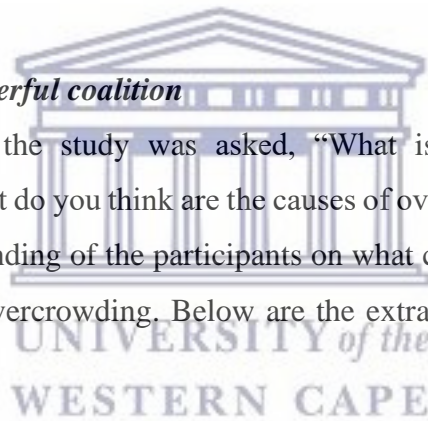 erful coalition
the study was asked, “What is
t do you think are the causes of ov
nding of the participants on what c
vercrowding. Below are the extra
UNIVERSITY of the
WESTERN CAPE